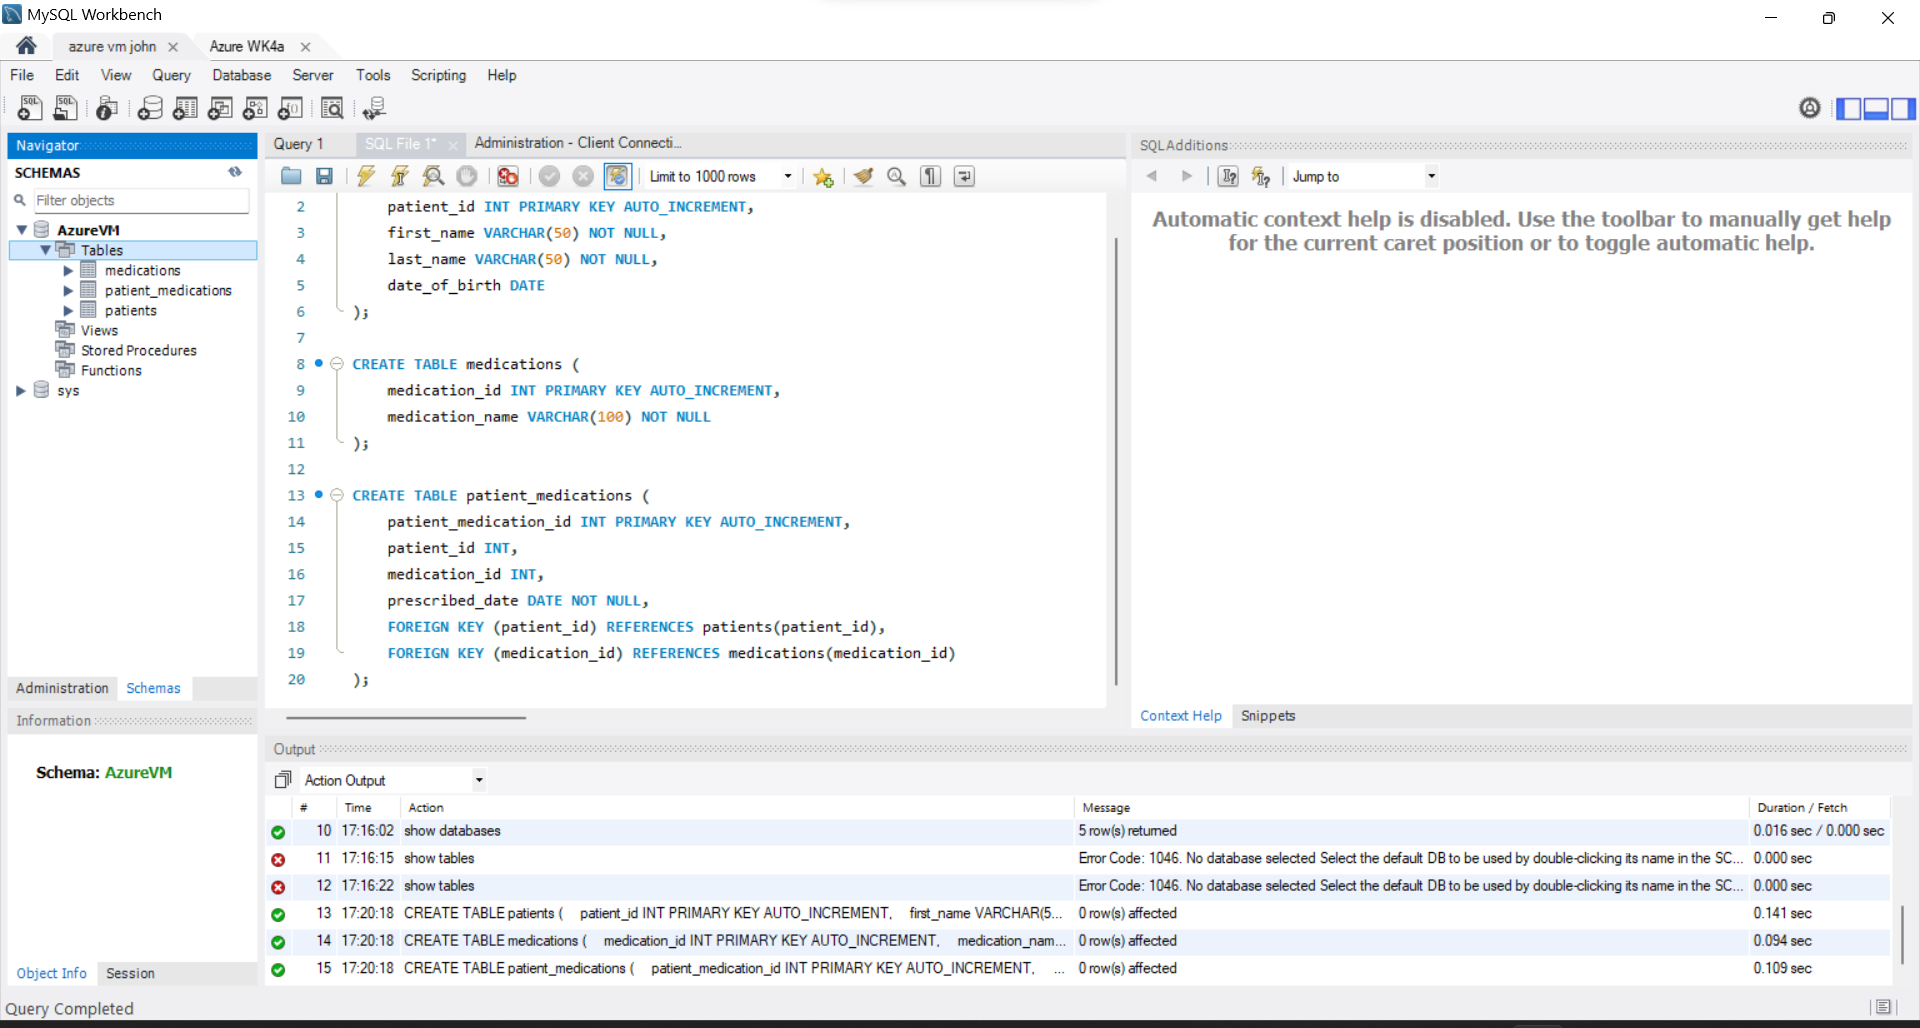 MySQL Workbench
azure vm john
Azure WK4a
File Edit View Query Database Server Tools Scripting Help
Navigator
SCHEMAS
Filter objects
AzureVM
Tables
medications
patient_medications
patients
Views
Stored Procedures
Functions
sys
Administration Schemas
Information
Schema: AzureVM
Object Info Session
Query 1
SQL File 1*
Administration - Client Connecti...
Limit to 1000 rows
2 patient_id INT PRIMARY KEY AUTO_INCREMENT,
3 first_name VARCHAR(50) NOT NULL,
4 last_name VARCHAR(50) NOT NULL,
5 date_of_birth DATE
6 );
7
8 CREATE TABLE medications (
9 medication_id INT PRIMARY KEY AUTO_INCREMENT,
10 medication_name VARCHAR(100) NOT NULL
11 );
12
13 CREATE TABLE patient_medications (
14 patient_medication_id INT PRIMARY KEY AUTO_INCREMENT,
15 patient_id INT,
16 medication_id INT,
17 prescribed_date DATE NOT NULL,
18 FOREIGN KEY (patient_id) REFERENCES patients(patient_id),
19 FOREIGN KEY (medication_id) REFERENCES medications(medication_id)
20 );
SQLAdditions
Jump to
Automatic context help is disabled. Use the toolbar to manually get help
for the current caret position or to toggle automatic help.
Context Help Snippets
Output
Action Output
# Time Action Message Duration / Fetch
10 17:16:02 show databases 5 row(s) returned 0.016 sec / 0.000 sec
11 17:16:15 show tables Error Code: 1046. No database selected Select the default DB to be used by double-clicking its name in the SC... 0.000 sec
12 17:16:22 show tables Error Code: 1046. No database selected Select the default DB to be used by double-clicking its name in the SC... 0.000 sec
13 17:20:18 CREATE TABLE patients ( patient_id INT PRIMARY KEY AUTO_INCREMENT, first_name VARCHAR(5... 0 row(s) affected 0.141 sec
14 17:20:18 CREATE TABLE medications ( medication_id INT PRIMARY KEY AUTO_INCREMENT, medication_nam... 0 row(s) affected 0.094 sec
15 17:20:18 CREATE TABLE patient_medications ( patient_medication_id INT PRIMARY KEY AUTO_INCREMENT, ... 0 row(s) affected 0.109 sec
Query Completed